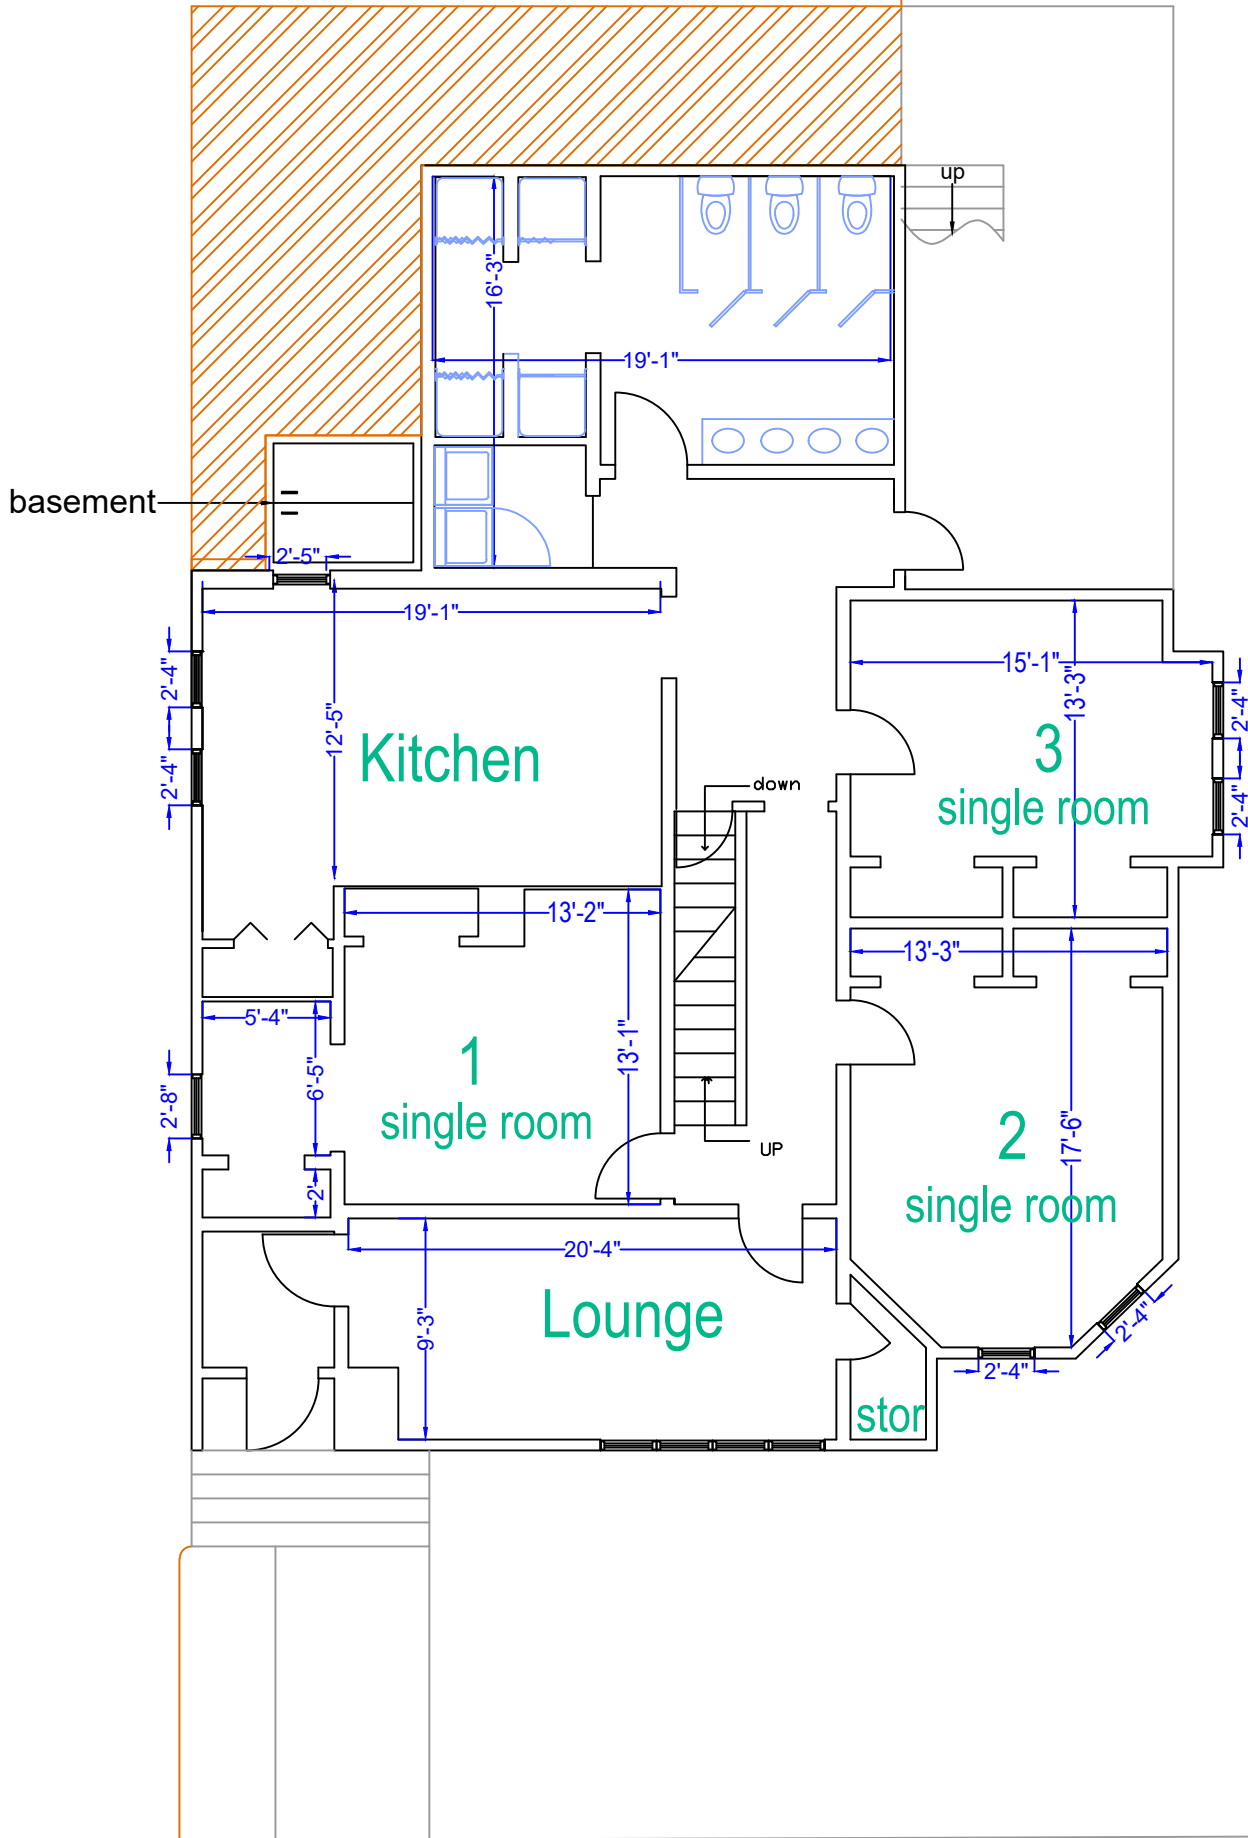 up
16'-3"
19'-1"
basement
2'-5"
19'-1"
2'-4"
15'-1"
13'-3"
2'-4"
12'-5"
Kitchen
3
2'-4"
down
single room
2'-4"
13'-2"
13'-3"
5'-4"
13'-1"
1
6'-5"
2'-8"
single room
2
17'-6"
UP
2'
single room
20'-4"
Lounge
9'-3"
2'-4"
2'-4"
stor